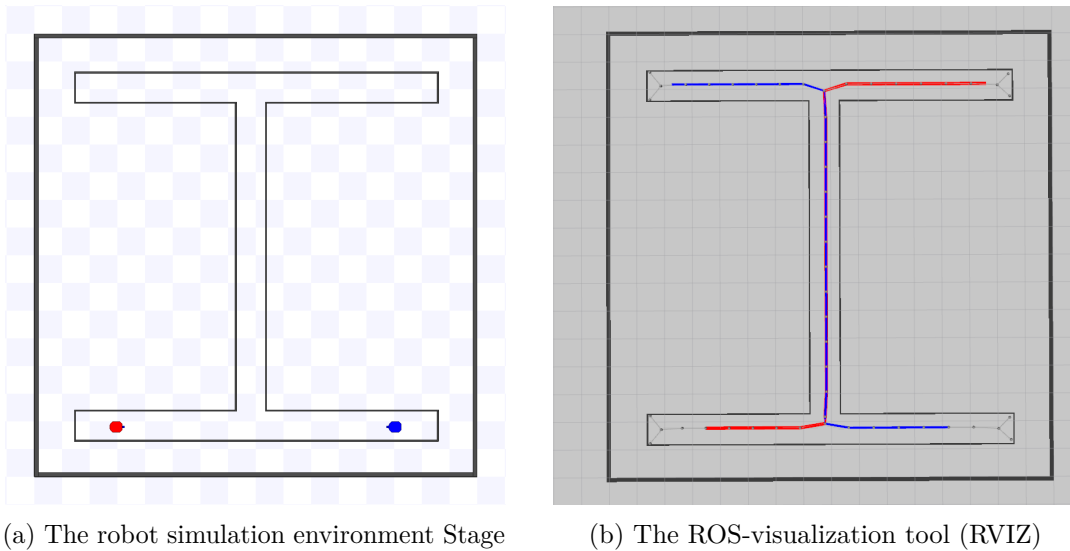 (a) The robot simulation environment Stage
(b) The ROS-visualization tool (RVIZ)